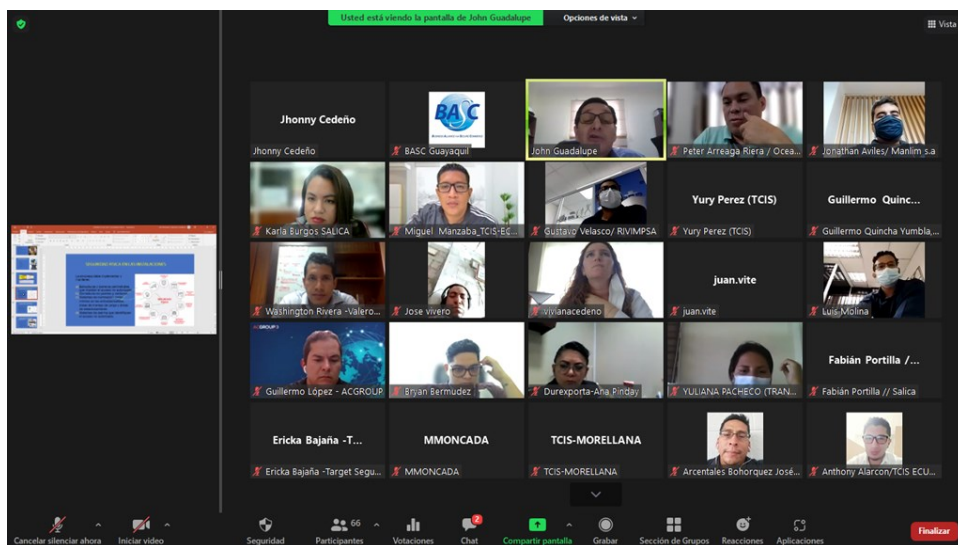 Usted está viendo la pantalla de John Guadalupe
Opciones de vista
Vista
Jhonny Cedeño
Jhonny Cedeño
BASC
BASC Guayaquil
John Guadalupe
Peter Arreaga Riera / Ocea...
Jonathan Aviles/ Manlim s.a
Karla Burgos SALICA
Miguel Manzaba_TCIS-EC...
Gustavo Velasco/ RIVIMPSA
Yury Perez (TCIS)
Yury Perez (TCIS)
Guillermo Quinc...
Guillermo Quincha Yumbla,...
Washington Rivera -Valero...
Jose vivero
vivianacedeno
juan.vite
juan.vite
Luis Molina
ACGROUP
Guillermo López - ACGROUP
Bryan Bermudez
Durexporta-Ana Pinday
YULIANA PACHECO (TRAN...
Fabián Portilla /...
Fabián Portilla // Salica
Ericka Bajaña -T...
Ericka Bajaña -Target Segu...
MMONCADA
MMONCADA
TCIS-MORELLANA
TCIS-MORELLANA
Arcentales Bohorquez José...
Anthony Alarcon/TCIS ECU...
Cancelar silenciar ahora
Iniciar video
Seguridad
66
Participantes
Votaciones
2
Chat
Compartir pantalla
Grabar
Sección de Grupos
Reacciones
Aplicaciones
Finalizar